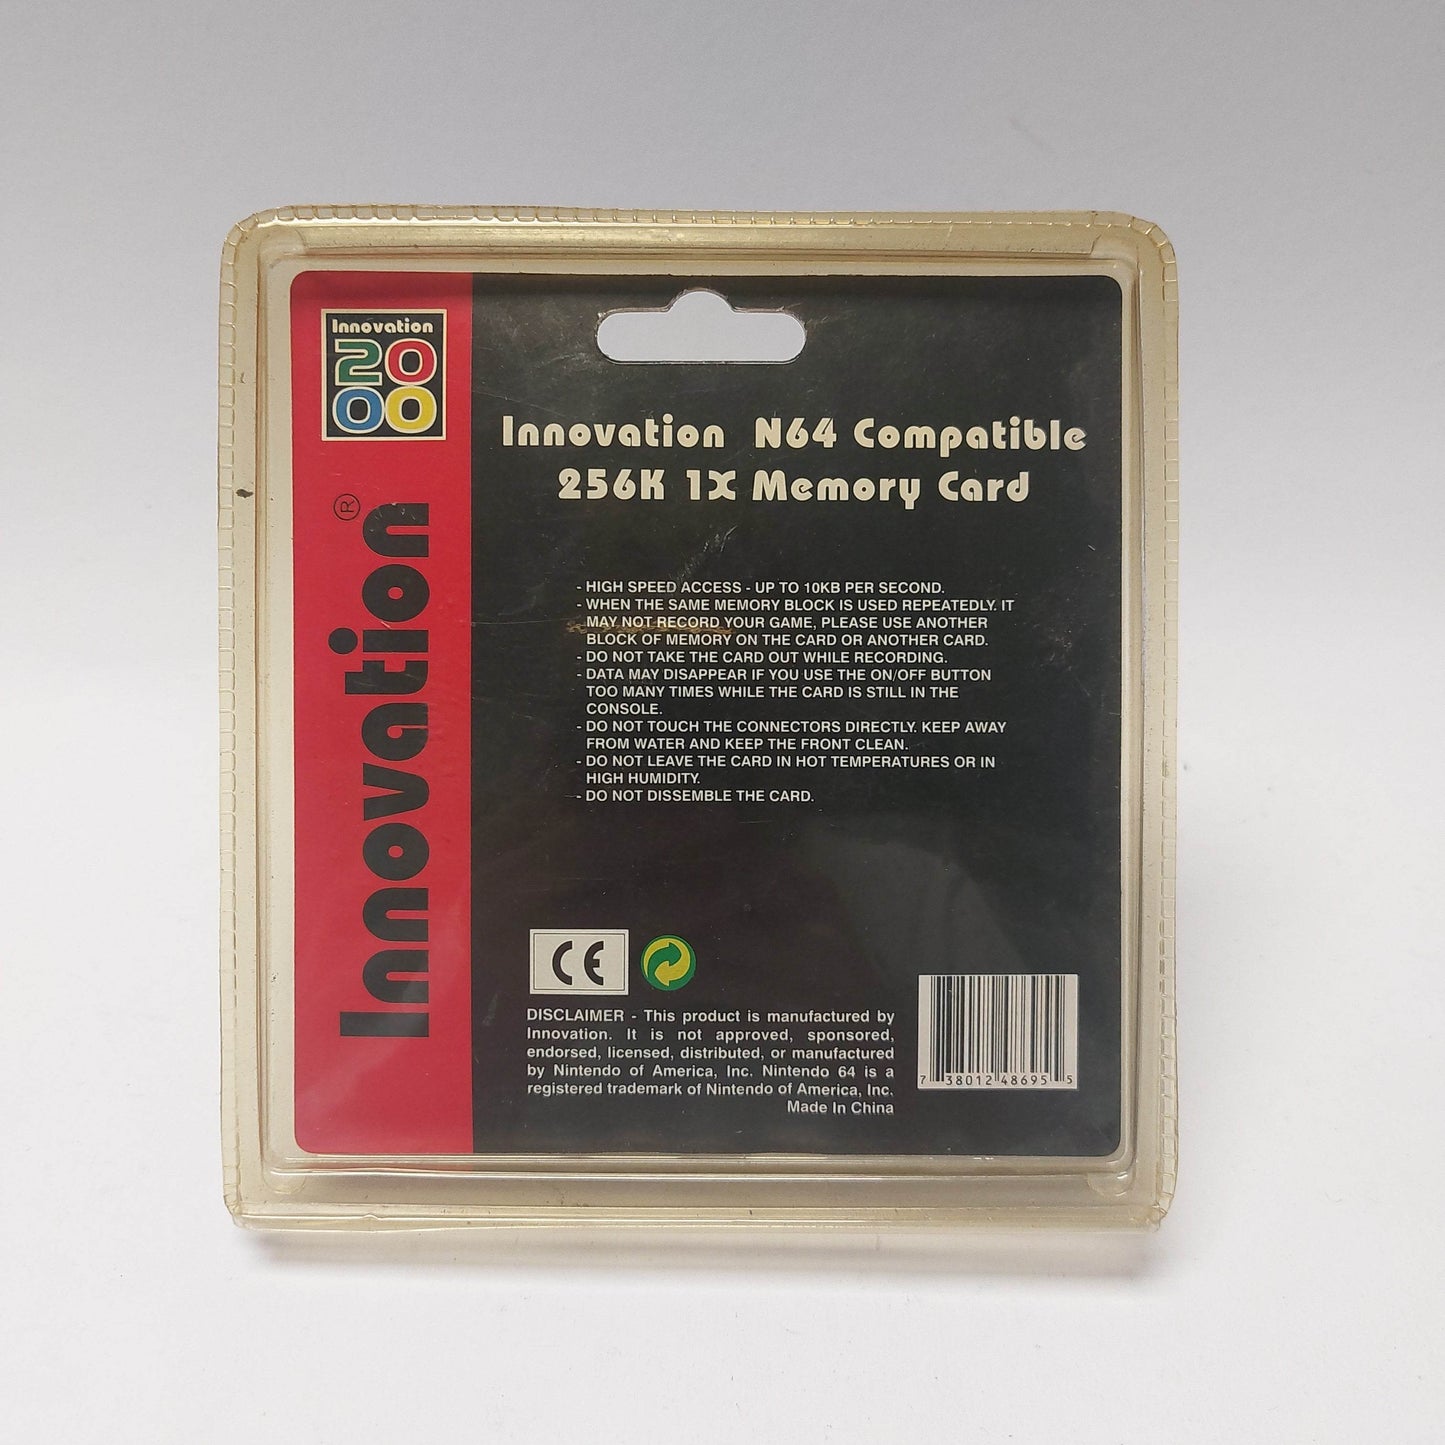 Innovation
20
00
Innovation®
Innovation N64 Compatible
256K 1X Memory Card
- HIGH SPEED ACCESS - UP TO 10KB PER SECOND.
- WHEN THE SAME MEMORY BLOCK IS USED REPEATEDLY. IT
MAY NOT RECORD YOUR GAME, PLEASE USE ANOTHER
BLOCK OF MEMORY ON THE CARD OR ANOTHER CARD.
- DO NOT TAKE THE CARD OUT WHILE RECORDING.
- DATA MAY DISAPPEAR IF YOU USE THE ON/OFF BUTTON
TOO MANY TIMES WHILE THE CARD IS STILL IN THE
CONSOLE.
- DO NOT TOUCH THE CONNECTORS DIRECTLY. KEEP AWAY
FROM WATER AND KEEP THE FRONT CLEAN.
- DO NOT LEAVE THE CARD IN HOT TEMPERATURES OR IN
HIGH HUMIDITY.
- DO NOT DISSEMBLE THE CARD.
CE
DISCLAIMER - This product is manufactured by
Innovation. It is not approved, sponsored,
endorsed, licensed, distributed, or manufactured
by Nintendo of America, Inc. Nintendo 64 is a
registered trademark of Nintendo of America, Inc.
Made In China
7 38012 48695 5